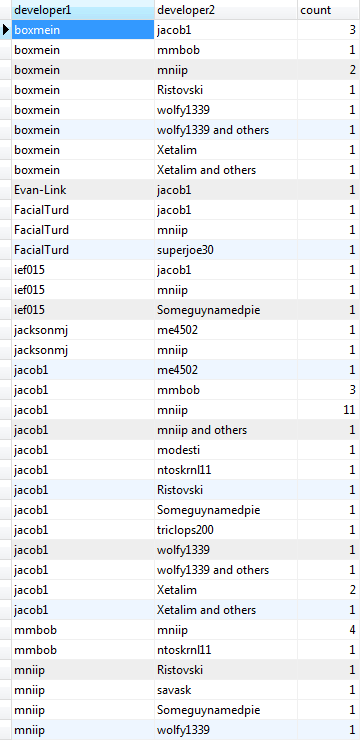 developer1 developer2 count
boxmein jacob1 3
boxmein mmbob 1
boxmein mniip 2
boxmein Ristovski 1
boxmein wolfy1339 1
boxmein wolfy1339 and others 1
boxmein Xetalim 1
boxmein Xetalim and others 1
Evan-Link jacob1 1
FacialTurd jacob1 1
FacialTurd mniip 1
FacialTurd superjoe30 1
ief015 jacob1 1
ief015 mniip 1
ief015 Someguynamedpie 1
jacksonmj me4502 1
jacksonmj mniip 1
jacob1 me4502 1
jacob1 mmbob 3
jacob1 mniip 11
jacob1 mniip and others 1
jacob1 modesti 1
jacob1 ntoskrnl11 1
jacob1 Ristovski 1
jacob1 Someguynamedpie 1
jacob1 triclops200 1
jacob1 wolfy1339 1
jacob1 wolfy1339 and others 1
jacob1 Xetalim 2
jacob1 Xetalim and others 1
mmbob mniip 4
mmbob ntoskrnl11 1
mniip Ristovski 1
mniip savask 1
mniip Someguynamedpie 1
mniip wolfy1339 1